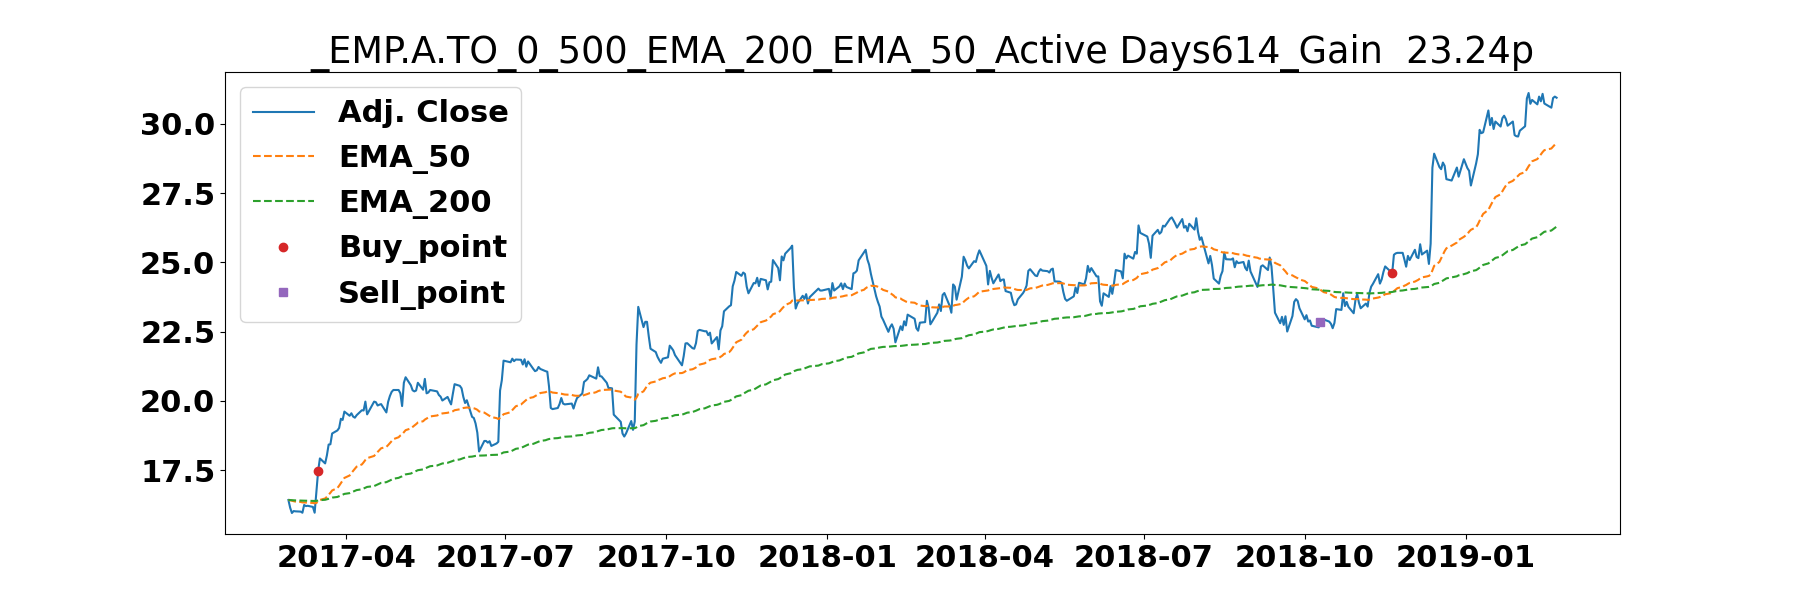 _EMP.A.TO_0_500_EMA_200_EMA_50_Active Days614_Gain  23.24p
Adj. Close
EMA_50
EMA_200
Buy_point
Sell_point
30.0
27.5
25.0
22.5
20.0
17.5
2017-04 2017-07 2017-10 2018-01 2018-04 2018-07 2018-10 2019-01